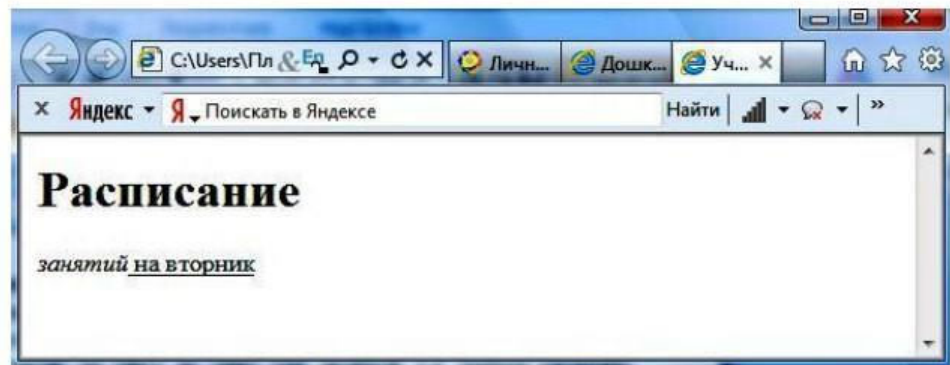 C:\Users\Пл
Личн...
Дошк...
Уч...
Яндекс
Я Поискать в Яндексе
Найти
Расписание
занятий на вторник